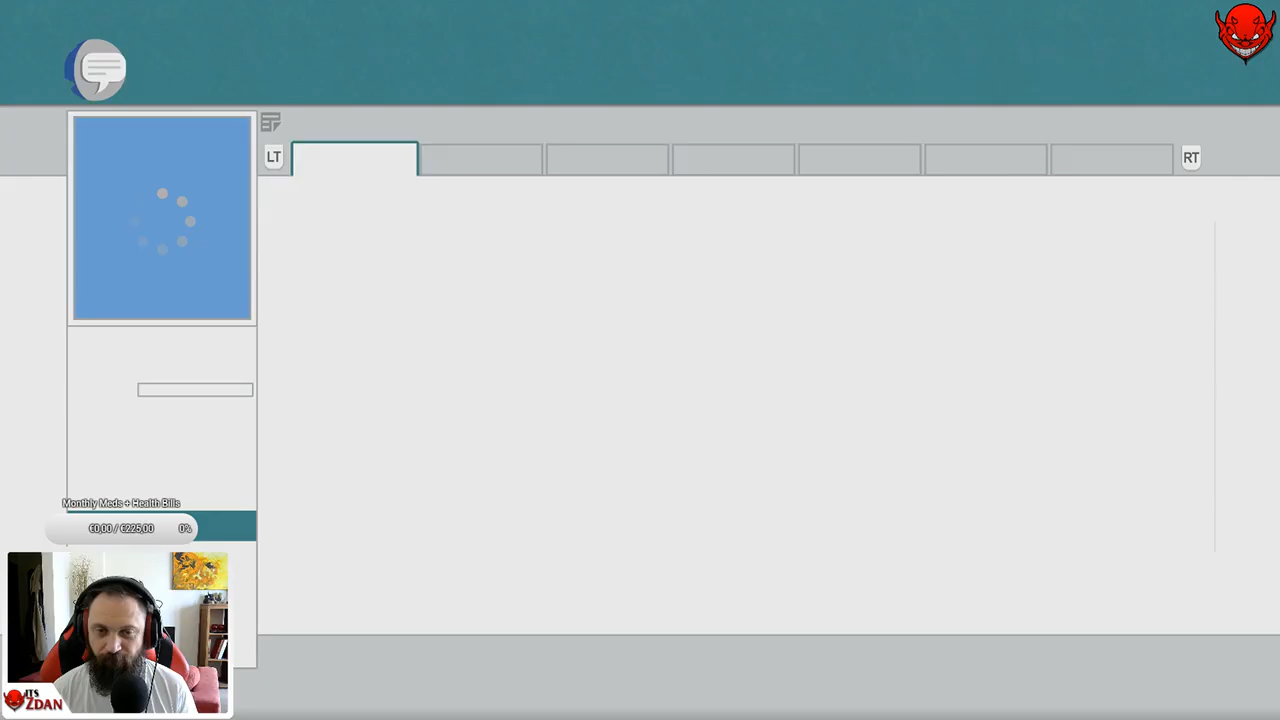 LT
RT
Monthly Meds + Health Bills
€0,00 / €225,00 0%
ITS
ZDAN